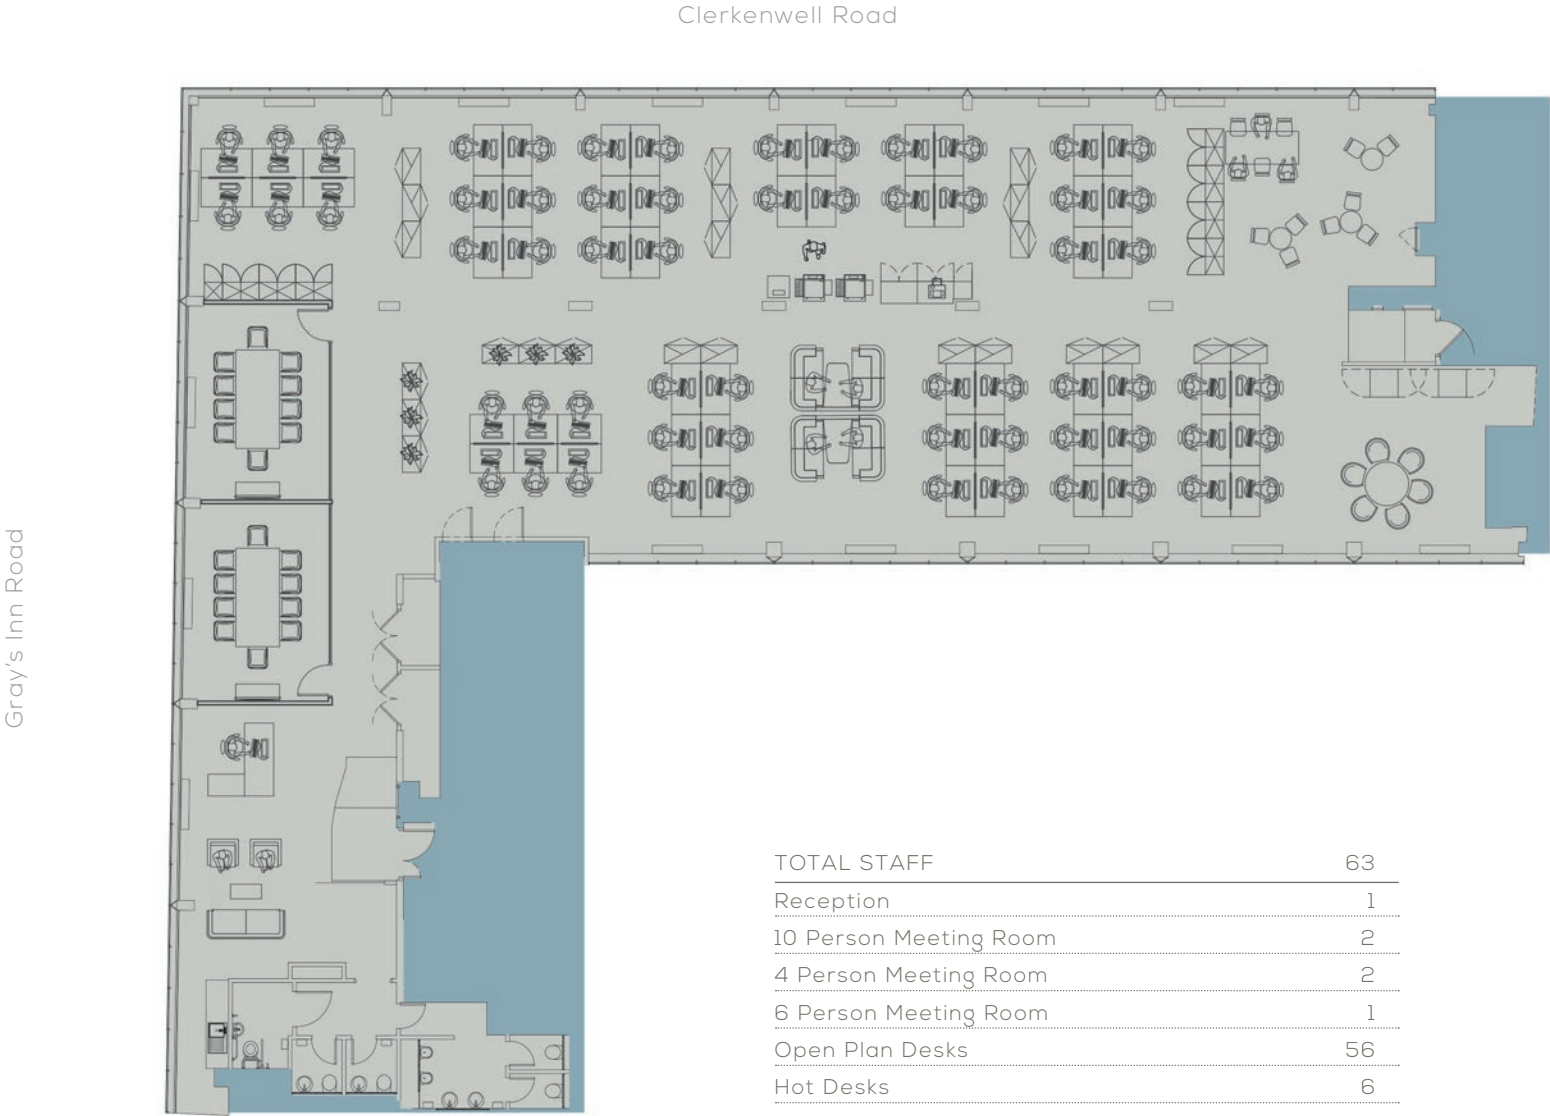 Clerkenwell Road
Gray's Inn Road
TOTAL STAFF 63
Reception 1
10 Person Meeting Room 2
4 Person Meeting Room 2
6 Person Meeting Room 1
Open Plan Desks 56
Hot Desks 6